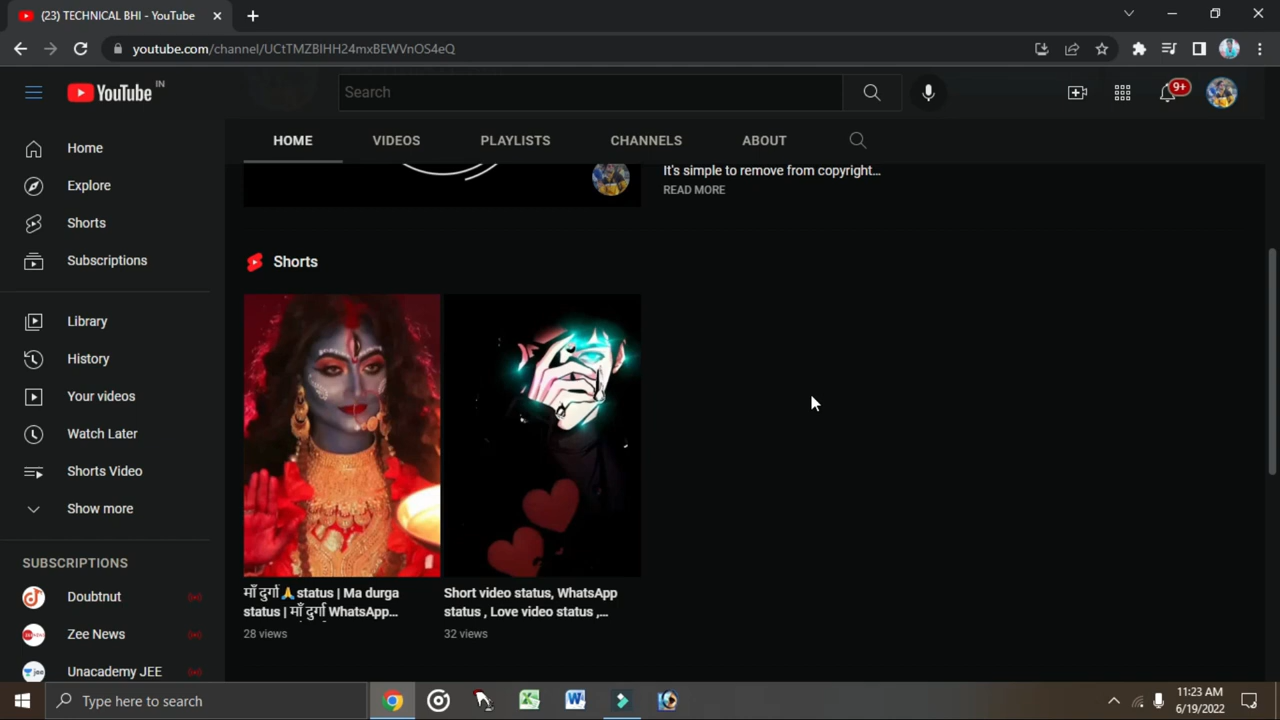 (23) TECHNICAL BHI - YouTube
youtube.com/channel/UCtTMZBIHH24mxBEWVnOS4eQ
YouTube IN
Search
9+
HOME VIDEOS PLAYLISTS CHANNELS ABOUT
Home
Explore
Shorts
Subscriptions
Library
History
Your videos
Watch Later
Shorts Video
Show more
SUBSCRIPTIONS
Doubtnut
Zee News
Unacademy JEE
It's simple to remove from copyright...
READ MORE
Shorts
माँ दुर्गा🙏status | Ma durga
status | माँ दुर्गा WhatsApp...
28 views
Short video status, WhatsApp
status , Love video status ,...
32 views
Type here to search
11:23 AM
6/19/2022